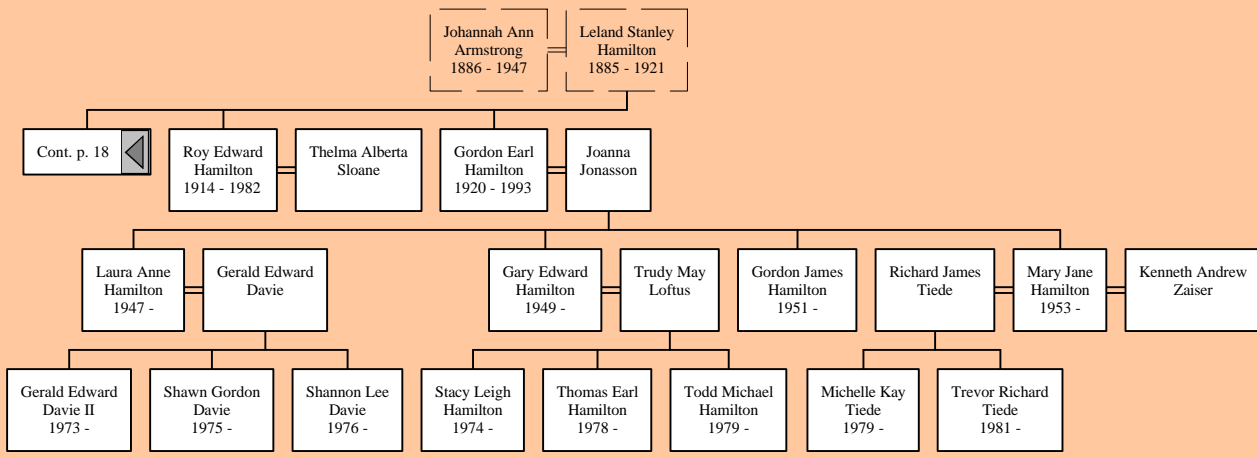 Johannah Ann
Armstrong
1886 - 1947
Leland Stanley
Hamilton
1885 - 1921
Cont. p. 18
Roy Edward
Hamilton
1914 - 1982
Thelma Alberta
Sloane
Gordon Earl
Hamilton
1920 - 1993
Joanna
Jonasson
Laura Anne
Hamilton
1947 -
Gerald Edward
Davie
Gary Edward
Hamilton
1949 -
Trudy May
Loftus
Gordon James
Hamilton
1951 -
Richard James
Tiede
Mary Jane
Hamilton
1953 -
Kenneth Andrew
Zaiser
Gerald Edward
Davie II
1973 -
Shawn Gordon
Davie
1975 -
Shannon Lee
Davie
1976 -
Stacy Leigh
Hamilton
1974 -
Thomas Earl
Hamilton
1978 -
Todd Michael
Hamilton
1979 -
Michelle Kay
Tiede
1979 -
Trevor Richard
Tiede
1981 -